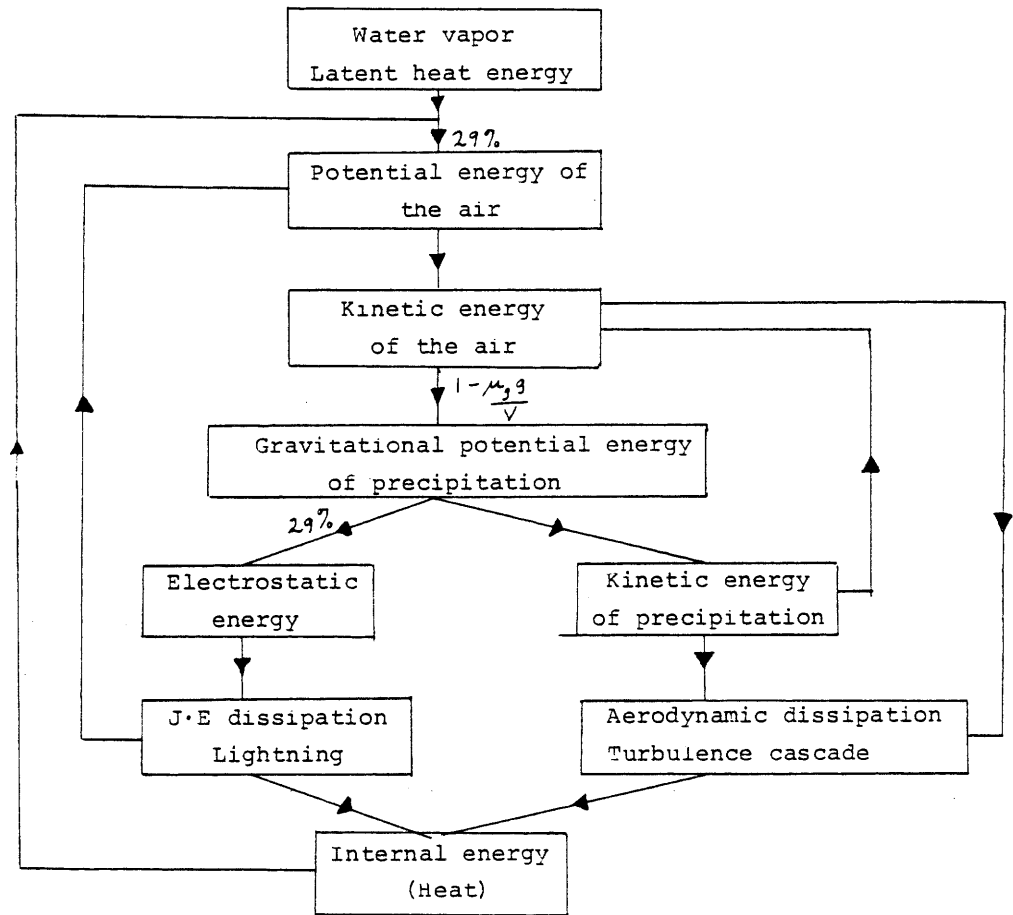 Water vapor
Latent heat energy
29%
Potential energy of
the air
Kinetic energy
of the air
1 - μg g
V
Gravitational potential energy
of precipitation
29%
Electrostatic
energy
Kinetic energy
of precipitation
J·E dissipation
Lightning
Aerodynamic dissipation
Turbulence cascade
Internal energy
(Heat)